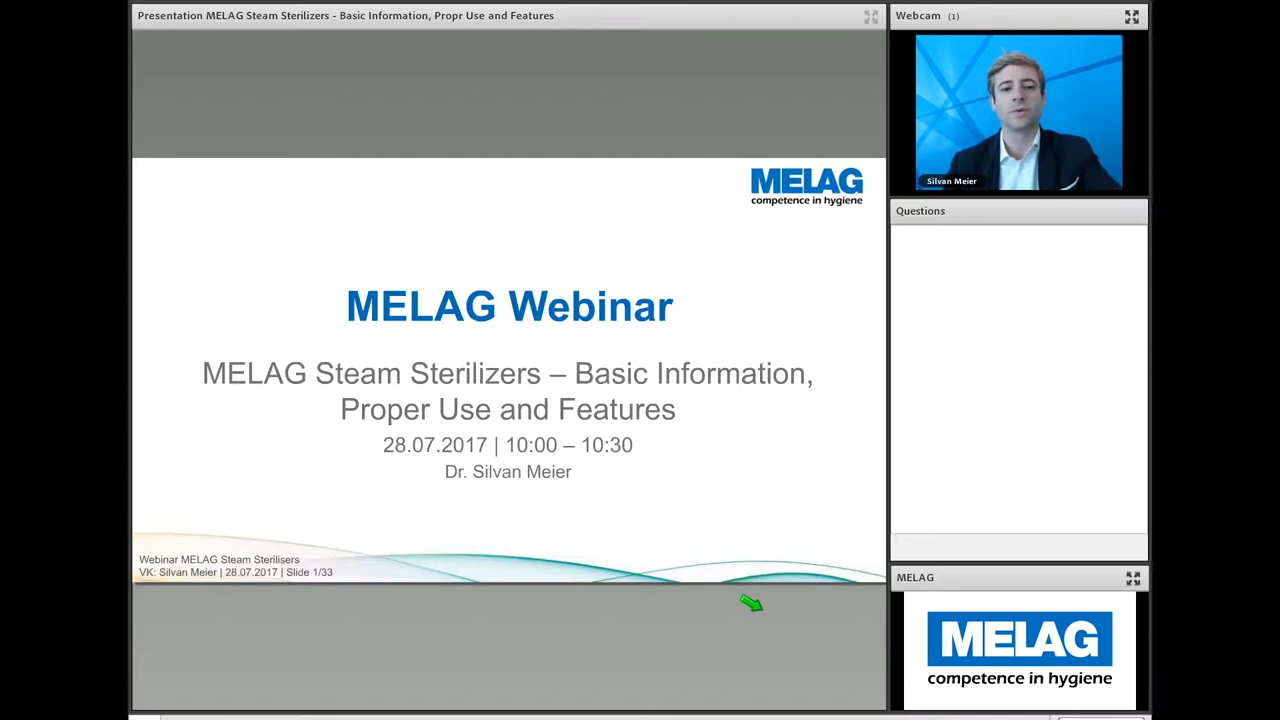 Presentation MELAG Steam Sterilizers - Basic Information, Propr Use and Features
MELAG
competence in hygiene
MELAG Webinar
MELAG Steam Sterilizers – Basic Information,
Proper Use and Features
28.07.2017 | 10:00 – 10:30
Dr. Silvan Meier
Webinar MELAG Steam Sterilisers
VK: Silvan Meier | 28.07.2017 | Slide 1/33
Webcam (1)
Silvan Meier
Questions
MELAG
MELAG
competence in hygiene